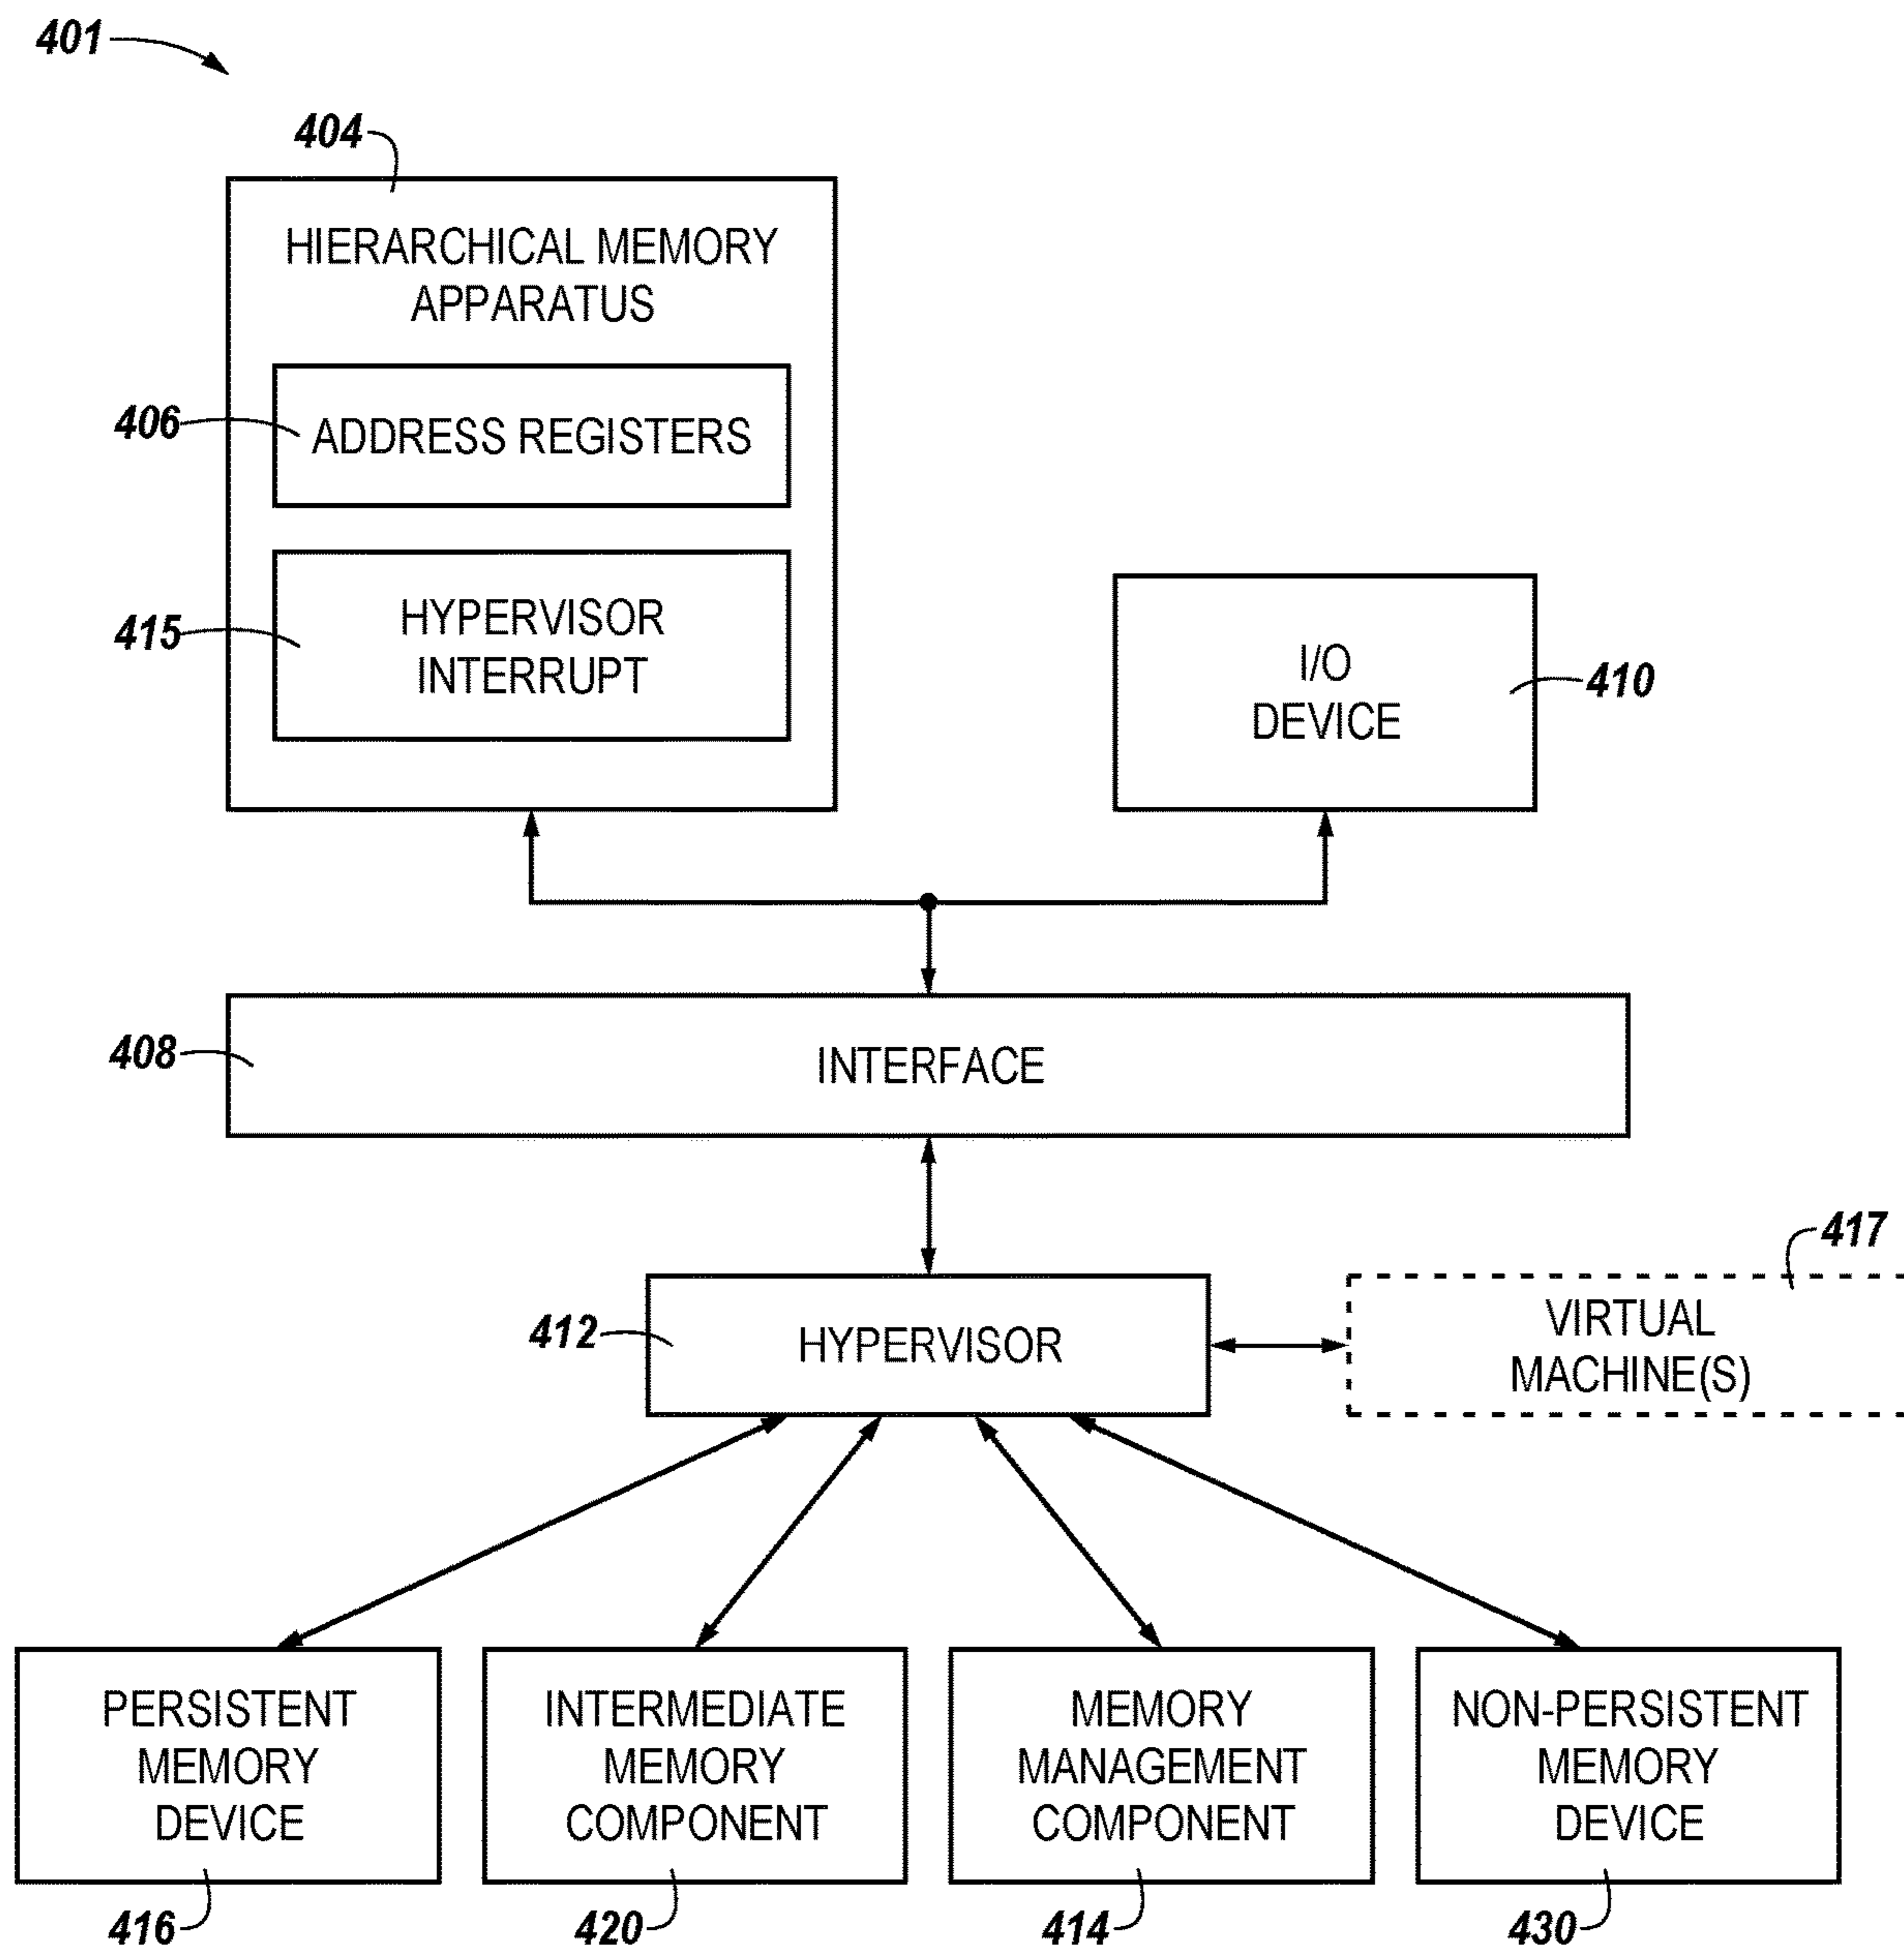 401
404
HIERARCHICAL MEMORY
APPARATUS
406
ADDRESS REGISTERS
415
HYPERVISOR
INTERRUPT
I/O
DEVICE
410
408
INTERFACE
417
412
HYPERVISOR
VIRTUAL
MACHINE(S)
PERSISTENT
MEMORY
DEVICE
416
INTERMEDIATE
MEMORY
COMPONENT
420
MEMORY
MANAGEMENT
COMPONENT
414
NON-PERSISTENT
MEMORY
DEVICE
430